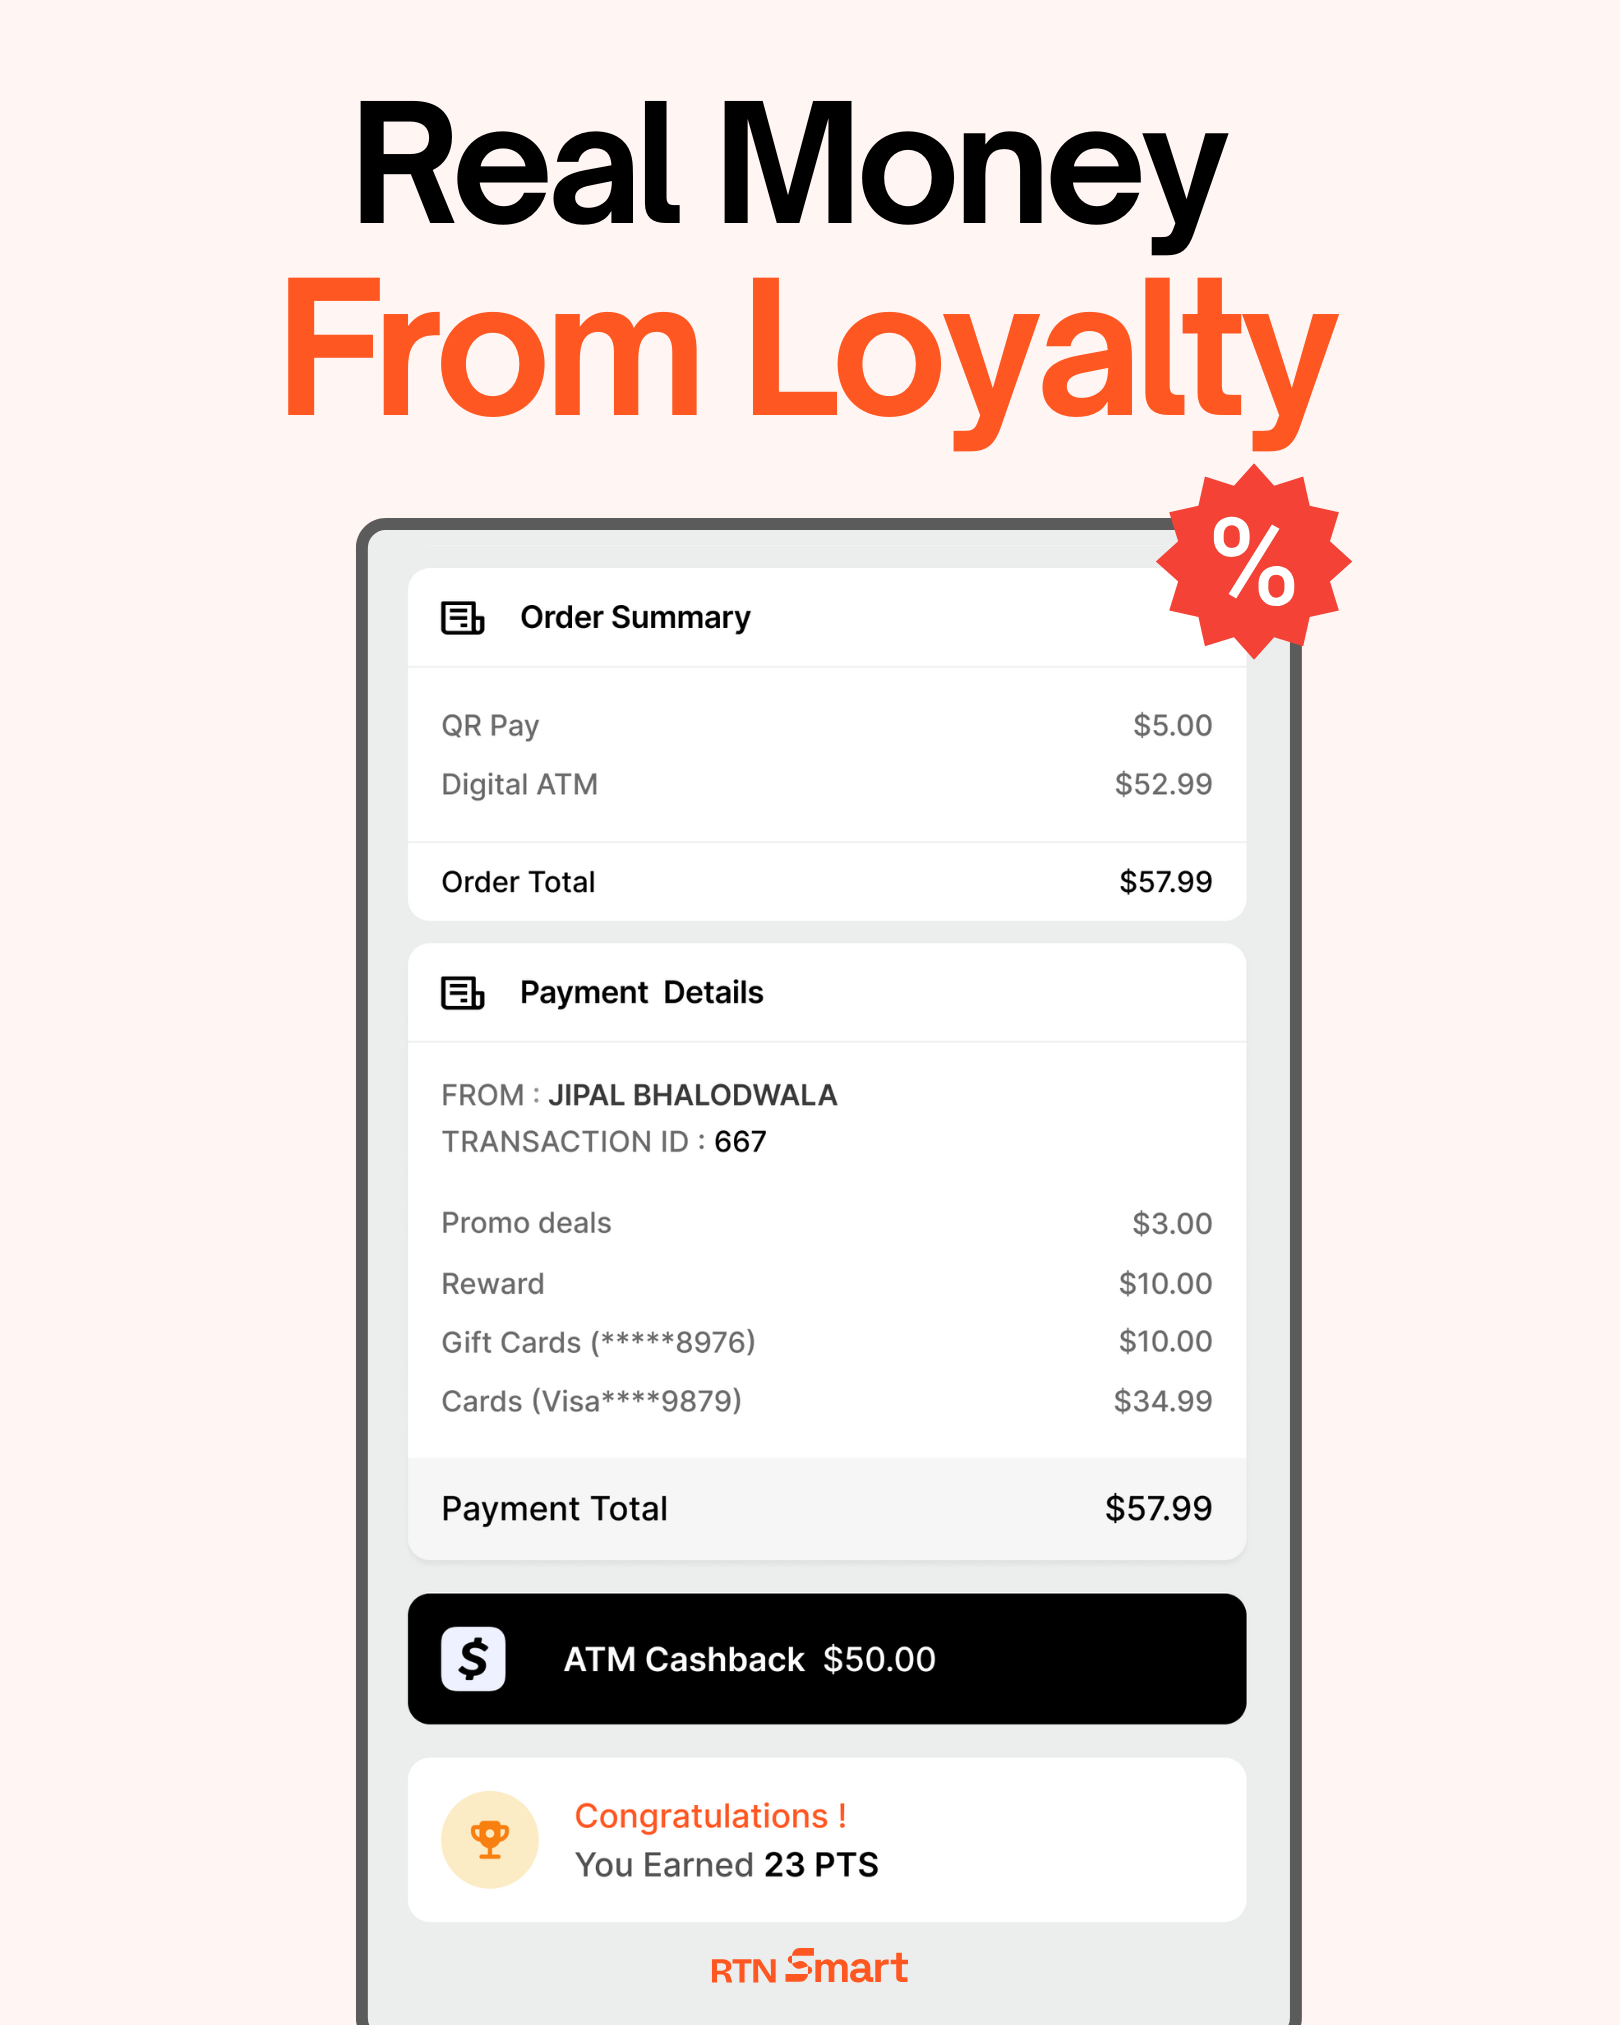 Real Money
From Loyalty
%
Order Summary
QR Pay $5.00
Digital ATM $52.99
Order Total $57.99
Payment Details
FROM : JIPAL BHALODWALA
TRANSACTION ID : 667
Promo deals $3.00
Reward $10.00
Gift Cards (*****8976) $10.00
Cards (Visa****9879) $34.99
Payment Total $57.99
$ ATM Cashback $50.00
Congratulations !
You Earned 23 PTS
RTN Smart